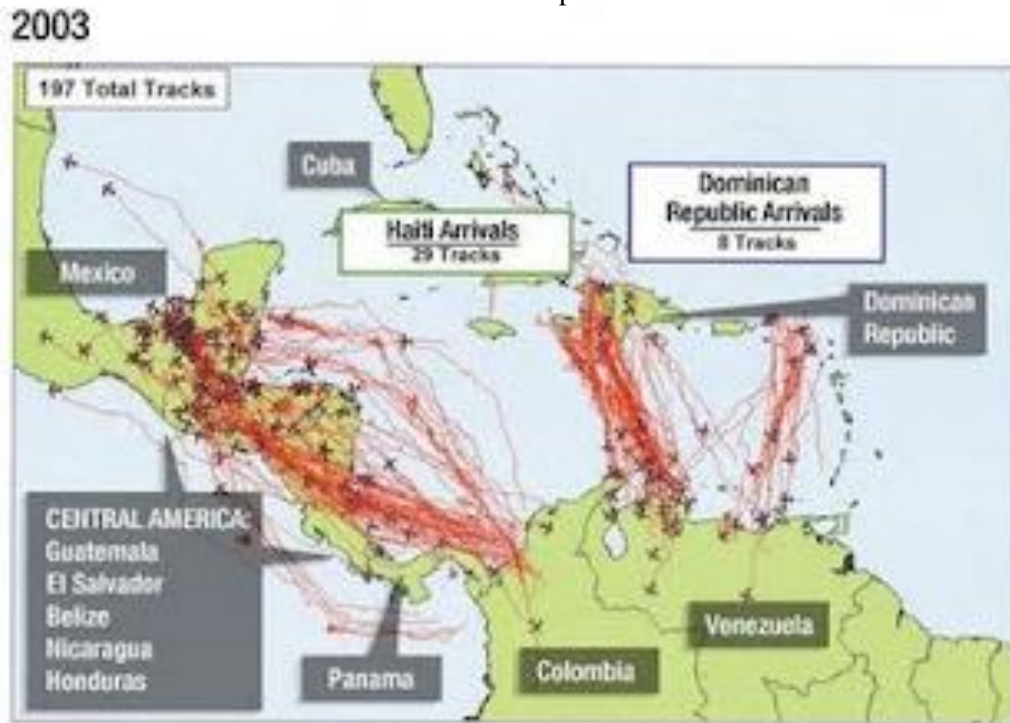 2003
197 Total Tracks
Cuba
Haiti Arrivals
29 Tracks
Dominican
Republic Arrivals
8 Tracks
Mexico
Dominican
Republic
CENTRAL AMERICA:
Guatemala
El Salvador
Belize
Nicaragua
Honduras
Panama
Colombia
Venezuela